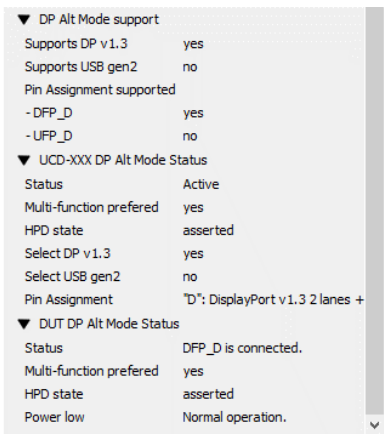 ▼ DP Alt Mode support
Supports DP v1.3 yes
Supports USB gen2 no
Pin Assignment supported
- DFP_D yes
- UFP_D no
▼ UCD-XXX DP Alt Mode Status
Status Active
Multi-function prefered yes
HPD state asserted
Select DP v1.3 yes
Select USB gen2 no
Pin Assignment "D": DisplayPort v1.3 2 lanes +
▼ DUT DP Alt Mode Status
Status DFP_D is connected.
Multi-function prefered yes
HPD state asserted
Power low Normal operation.